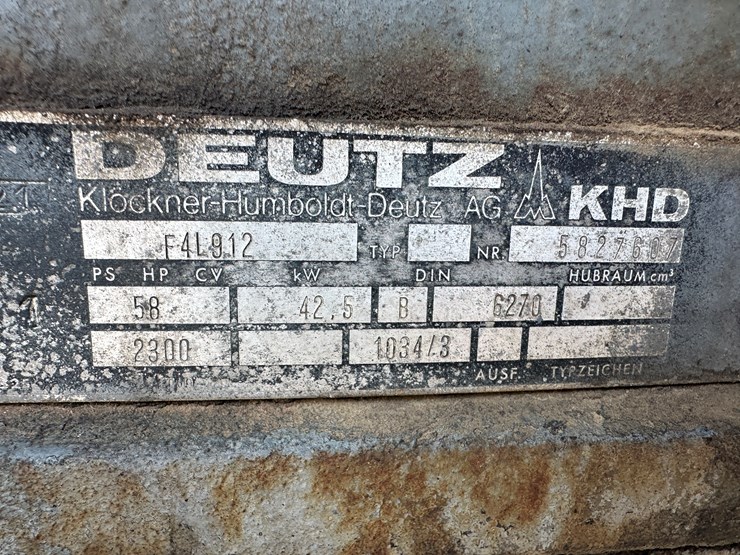 DEUTZ
Klöckner-Humboldt-Deutz AG KHD
F4L912 TYP NR. 5827607
PS HP CV kW DIN HUBRAUM cm³
58 42,5 B 6270
2300 1034/3
AUSF. TYPZEICHEN